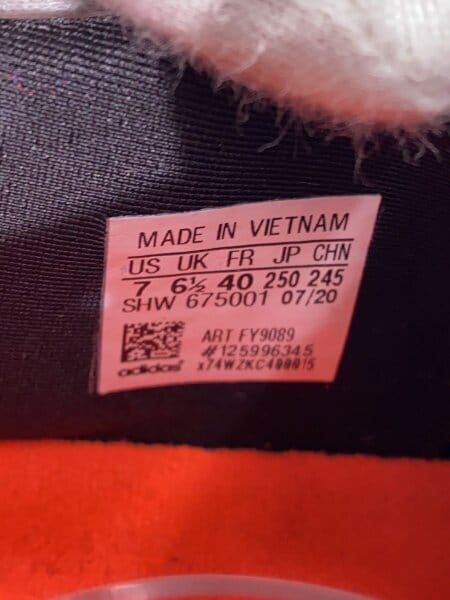 MADE IN VIETNAM
US UK FR JP CHN
7 6½ 40 250 245
SHW 675001 07/20
ART FY9089
#125996345
adidas